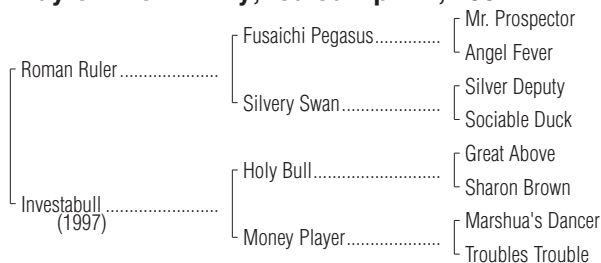 Mr. Prospector
Fusaichi Pegasus
Angel Fever
Roman Ruler
Silver Deputy
Silvery Swan
Sociable Duck
Great Above
Holy Bull
Sharon Brown
Investabull
(1997)
Marshua's Dancer
Money Player
Troubles Trouble